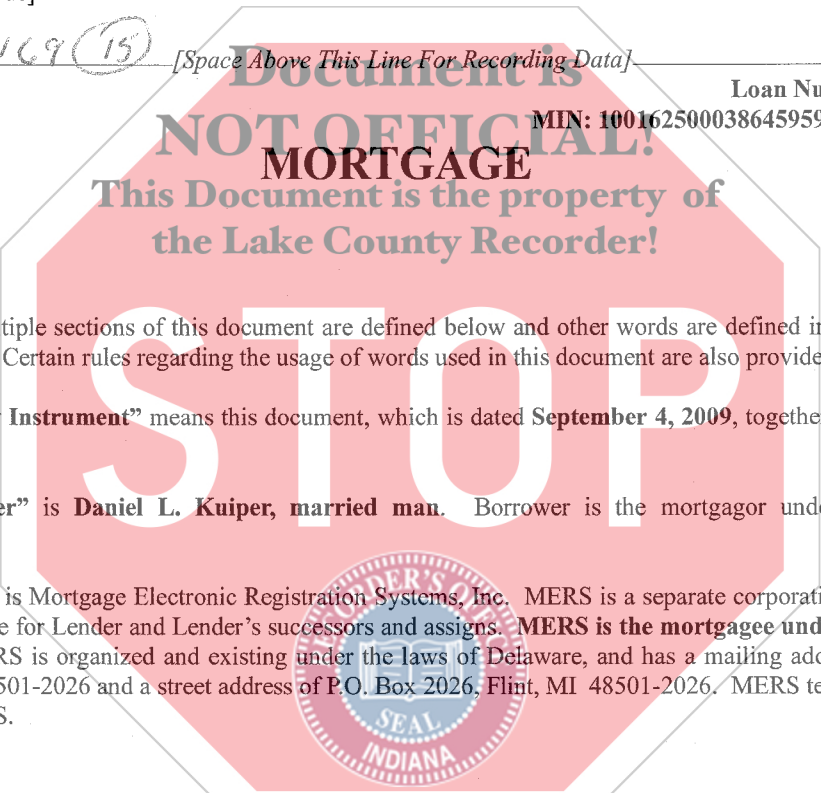 169 15 [Space Above This Line For Recording Data]
Document is
Loan Nu
MIN: 100162500038645959
NOT OFFICIAL!
MORTGAGE
This Document is the property of
the Lake County Recorder!
tiple sections of this document are defined below and other words are defined in
Certain rules regarding the usage of words used in this document are also provide
Instrument” means this document, which is dated September 4, 2009, together
er” is Daniel L. Kuiper, married man. Borrower is the mortgagor unde
is Mortgage Electronic Registration Systems, Inc. MERS is a separate corporati
e for Lender and Lender’s successors and assigns. MERS is the mortgagee und
RS is organized and existing under the laws of Delaware, and has a mailing add
501-2026 and a street address of P.O. Box 2026, Flint, MI 48501-2026. MERS te
S.
STOP
SEAL
INDIANA